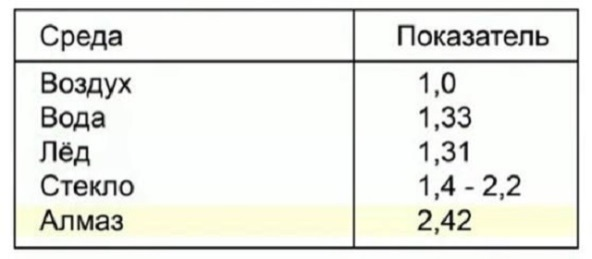 Среда Показатель
Воздух 1,0
Вода 1,33
Лёд 1,31
Стекло 1,4 - 2,2
Алмаз 2,42